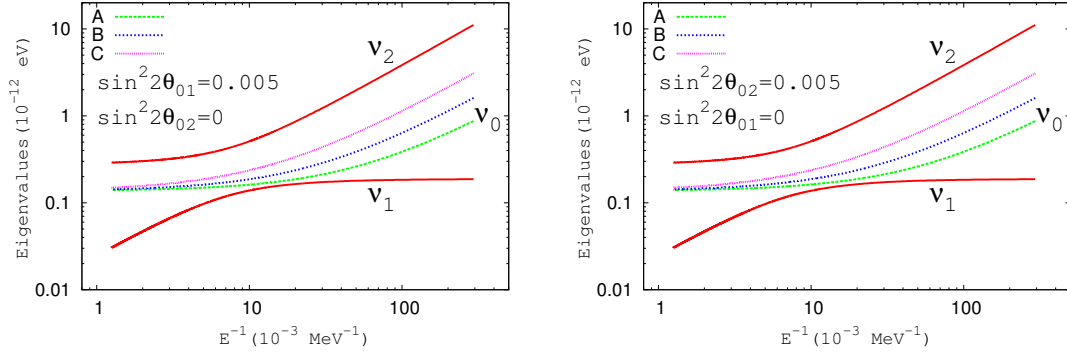 A
B
C
sin²2θ₀₁=0.005
sin²2θ₀₂=0
ν₂
ν₀
ν₁
Eigenvalues(10⁻¹² eV)
10
1
0.1
0.01
1
10
100
E⁻¹(10⁻³ MeV⁻¹)
A
B
C
sin²2θ₀₂=0.005
sin²2θ₀₁=0
ν₂
ν₀
ν₁
Eigenvalues(10⁻¹² eV)
10
1
0.1
0.01
1
10
100
E⁻¹(10⁻³ MeV⁻¹)